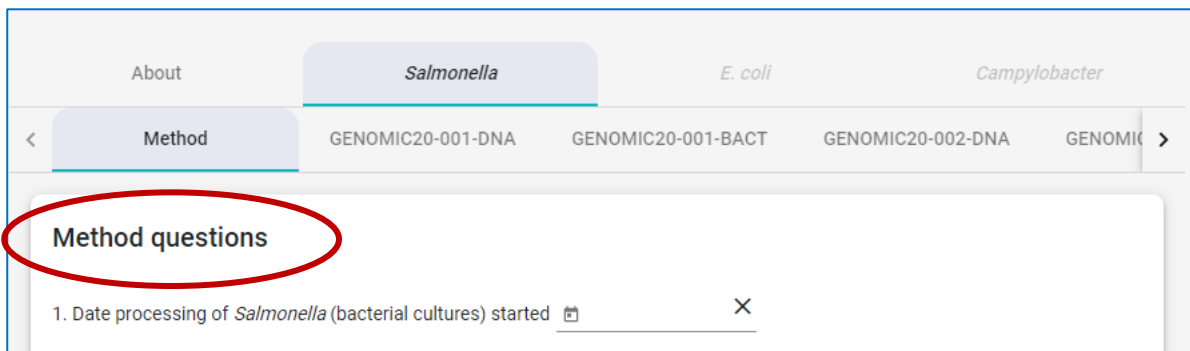 About Salmonella E. coli Campylobacter
< Method GENOMIC20-001-DNA GENOMIC20-001-BACT GENOMIC20-002-DNA >
Method questions
1. Date processing of Salmonella (bacterial cultures) started